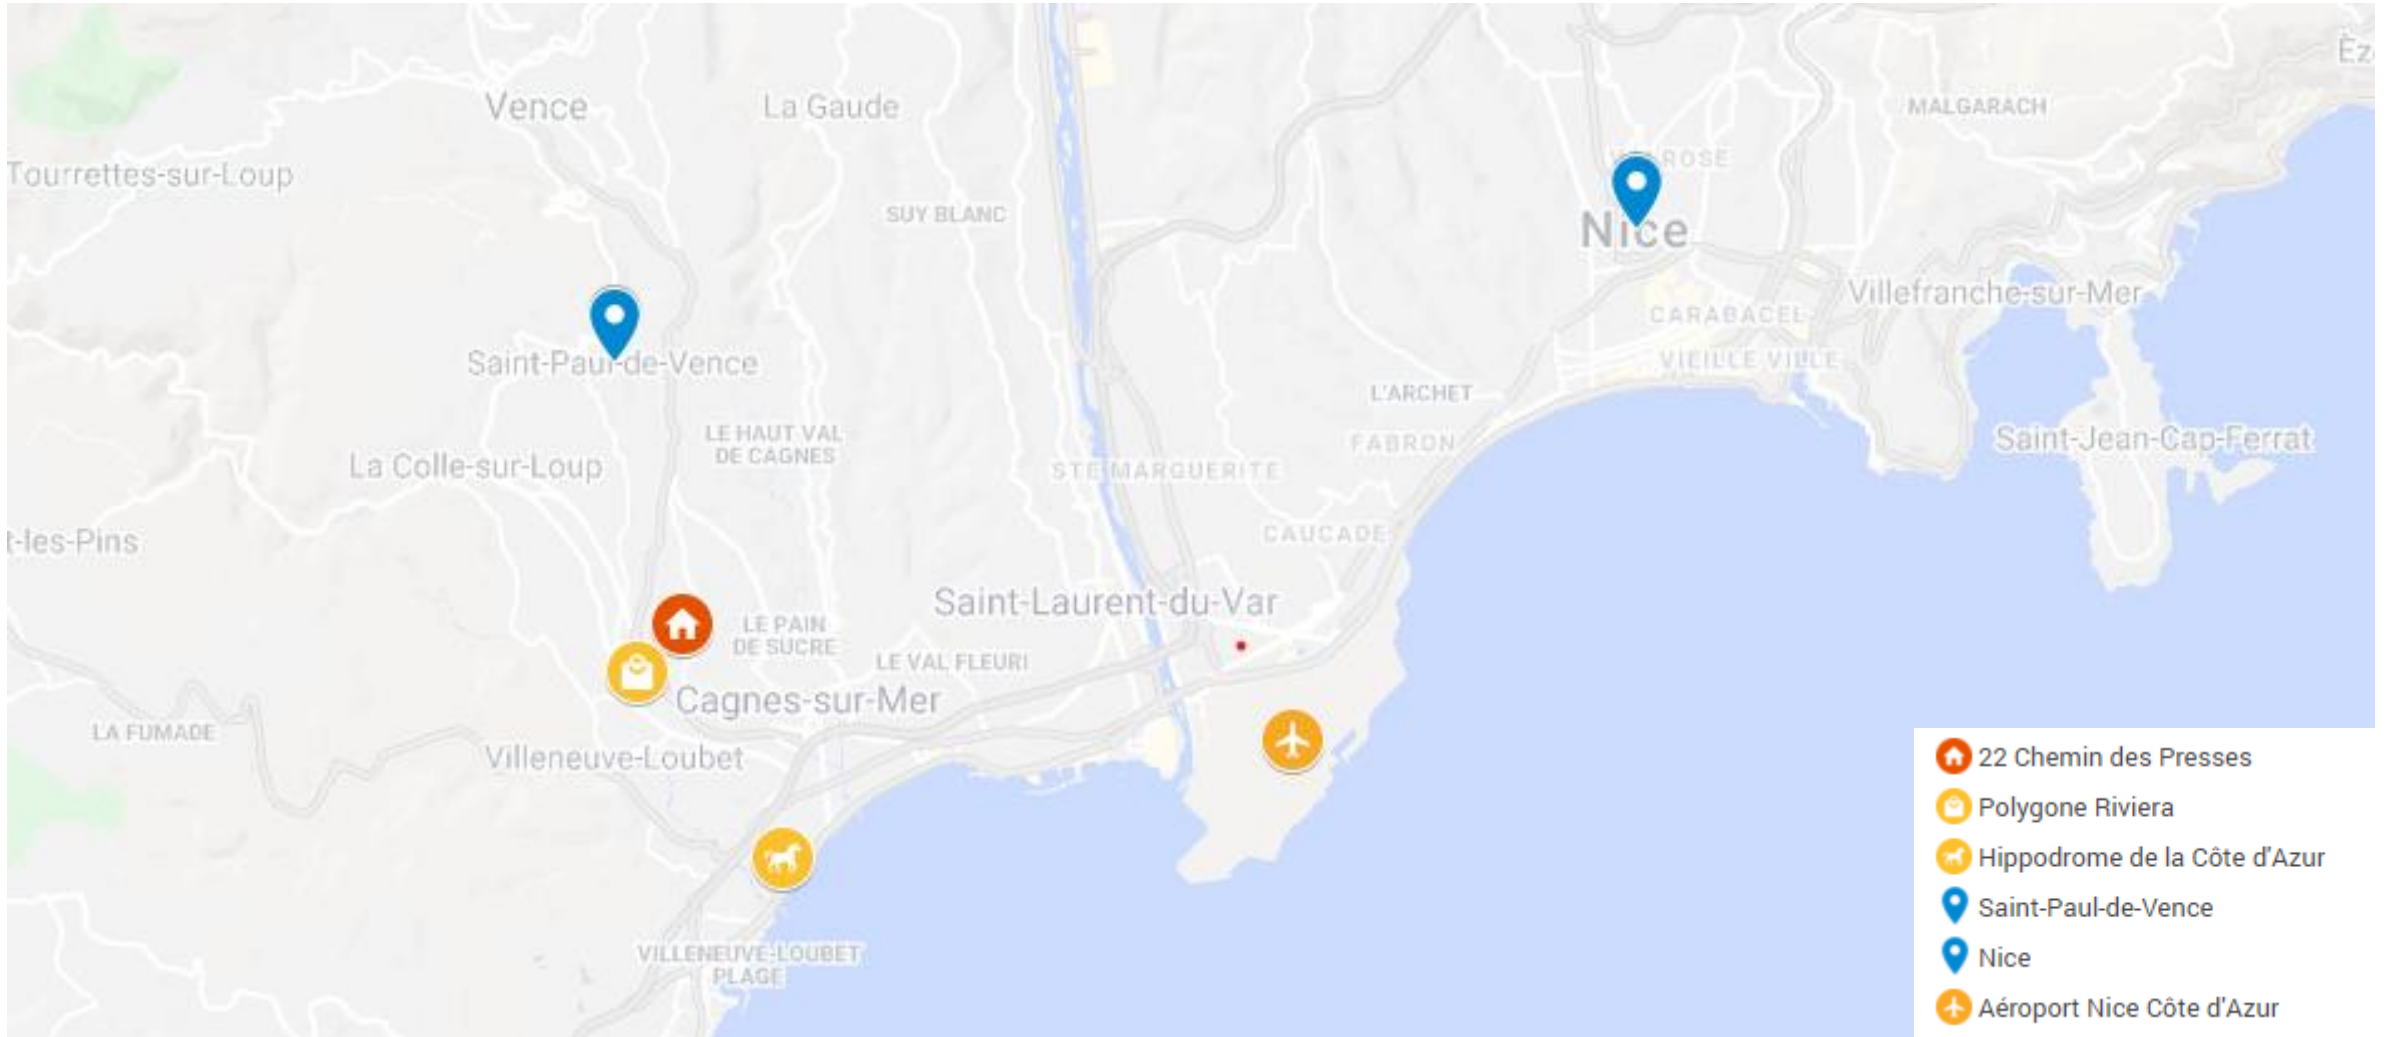 Èz
Vence
La Gaude
MALGARACH
Tourrettes-sur-Loup
ROSE
SUY BLANC
Nice
Villefranche-sur-Mer
CARABACEL
Saint-Paul-de-Vence
VIEILLE VILLE
L'ARCHET
LE HAUT VAL
DE CAGNES
FABRON
Saint-Jean-Cap-Ferrat
La Colle-sur-Loup
STE MARGUERITE
CAUCADE
t-les-Pins
Saint-Laurent-du-Var
LE PAIN
DE SUCRE
LE VAL FLEURI
Cagnes-sur-Mer
LA FUMADE
Villeneuve-Loubet
VILLENEUVE-LOUBET
PLAGE
22 Chemin des Presses
Polygone Riviera
Hippodrome de la Côte d'Azur
Saint-Paul-de-Vence
Nice
Aéroport Nice Côte d'Azur